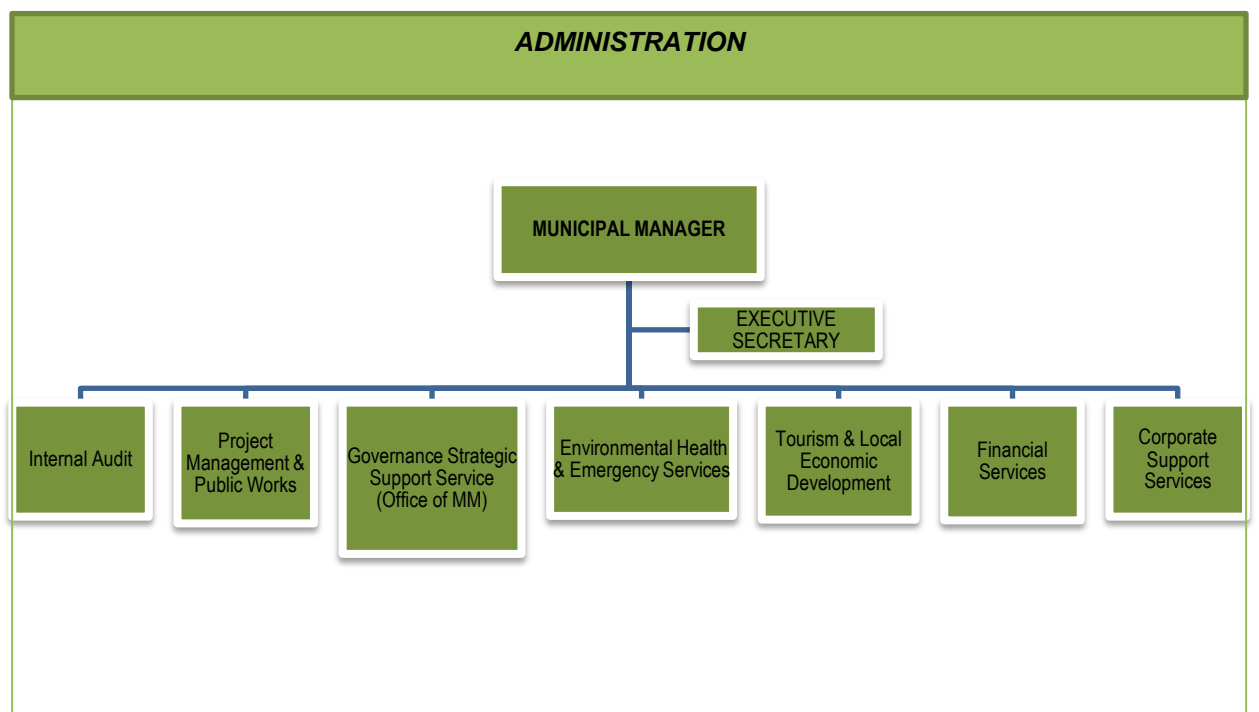 ADMINISTRATION
MUNICIPAL MANAGER
EXECUTIVE
SECRETARY
Internal Audit
Project
Management &
Public Works
Governance Strategic
Support Service
(Office of MM)
Environmental Health
& Emergency Services
Tourism & Local
Economic
Development
Financial
Services
Corporate
Support
Services